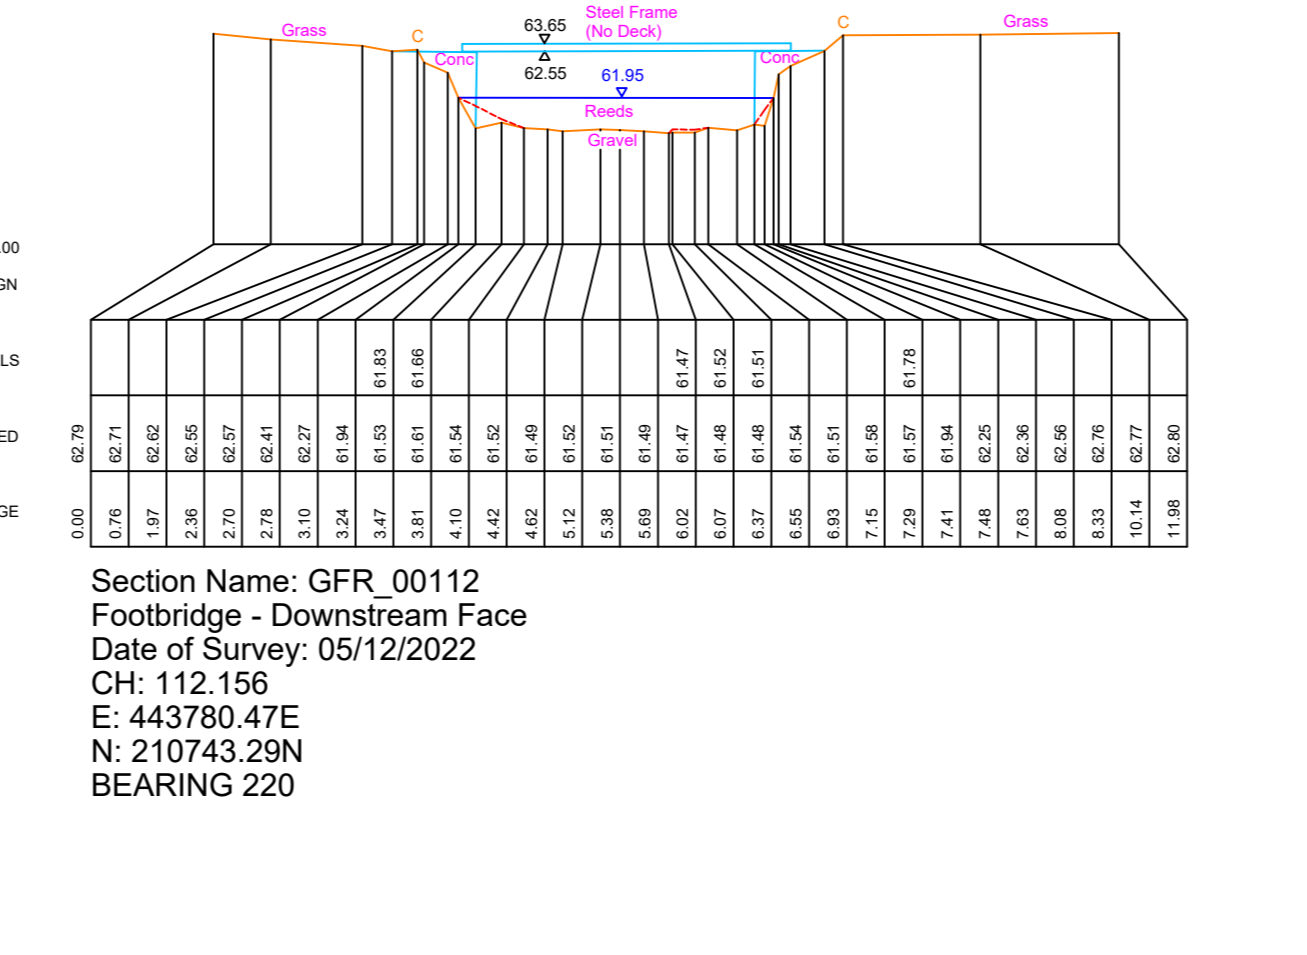 Steel Frame
(No Deck)
Grass
C
63.65
C
Grass
Conc
62.55
61.95
Conc
Reeds
Gravel
.00
GN
LS 61.83 61.66 61.47 61.52 61.51 61.78
ED 62.79 62.71 62.62 62.55 62.57 62.41 62.27 61.94 61.53 61.61 61.54 61.52 61.49 61.52 61.51 61.49 61.47 61.48 61.48 61.54 61.51 61.58 61.57 61.94 62.25 62.36 62.56 62.76 62.77 62.80
GE 0.00 0.76 1.97 2.36 2.70 2.78 3.10 3.24 3.47 3.81 4.10 4.42 4.62 5.12 5.38 5.69 6.02 6.07 6.37 6.55 6.93 7.15 7.29 7.41 7.48 7.63 8.08 8.33 10.14 11.98
Section Name: GFR_00112
Footbridge - Downstream Face
Date of Survey: 05/12/2022
CH: 112.156
E: 443780.47E
N: 210743.29N
BEARING 220